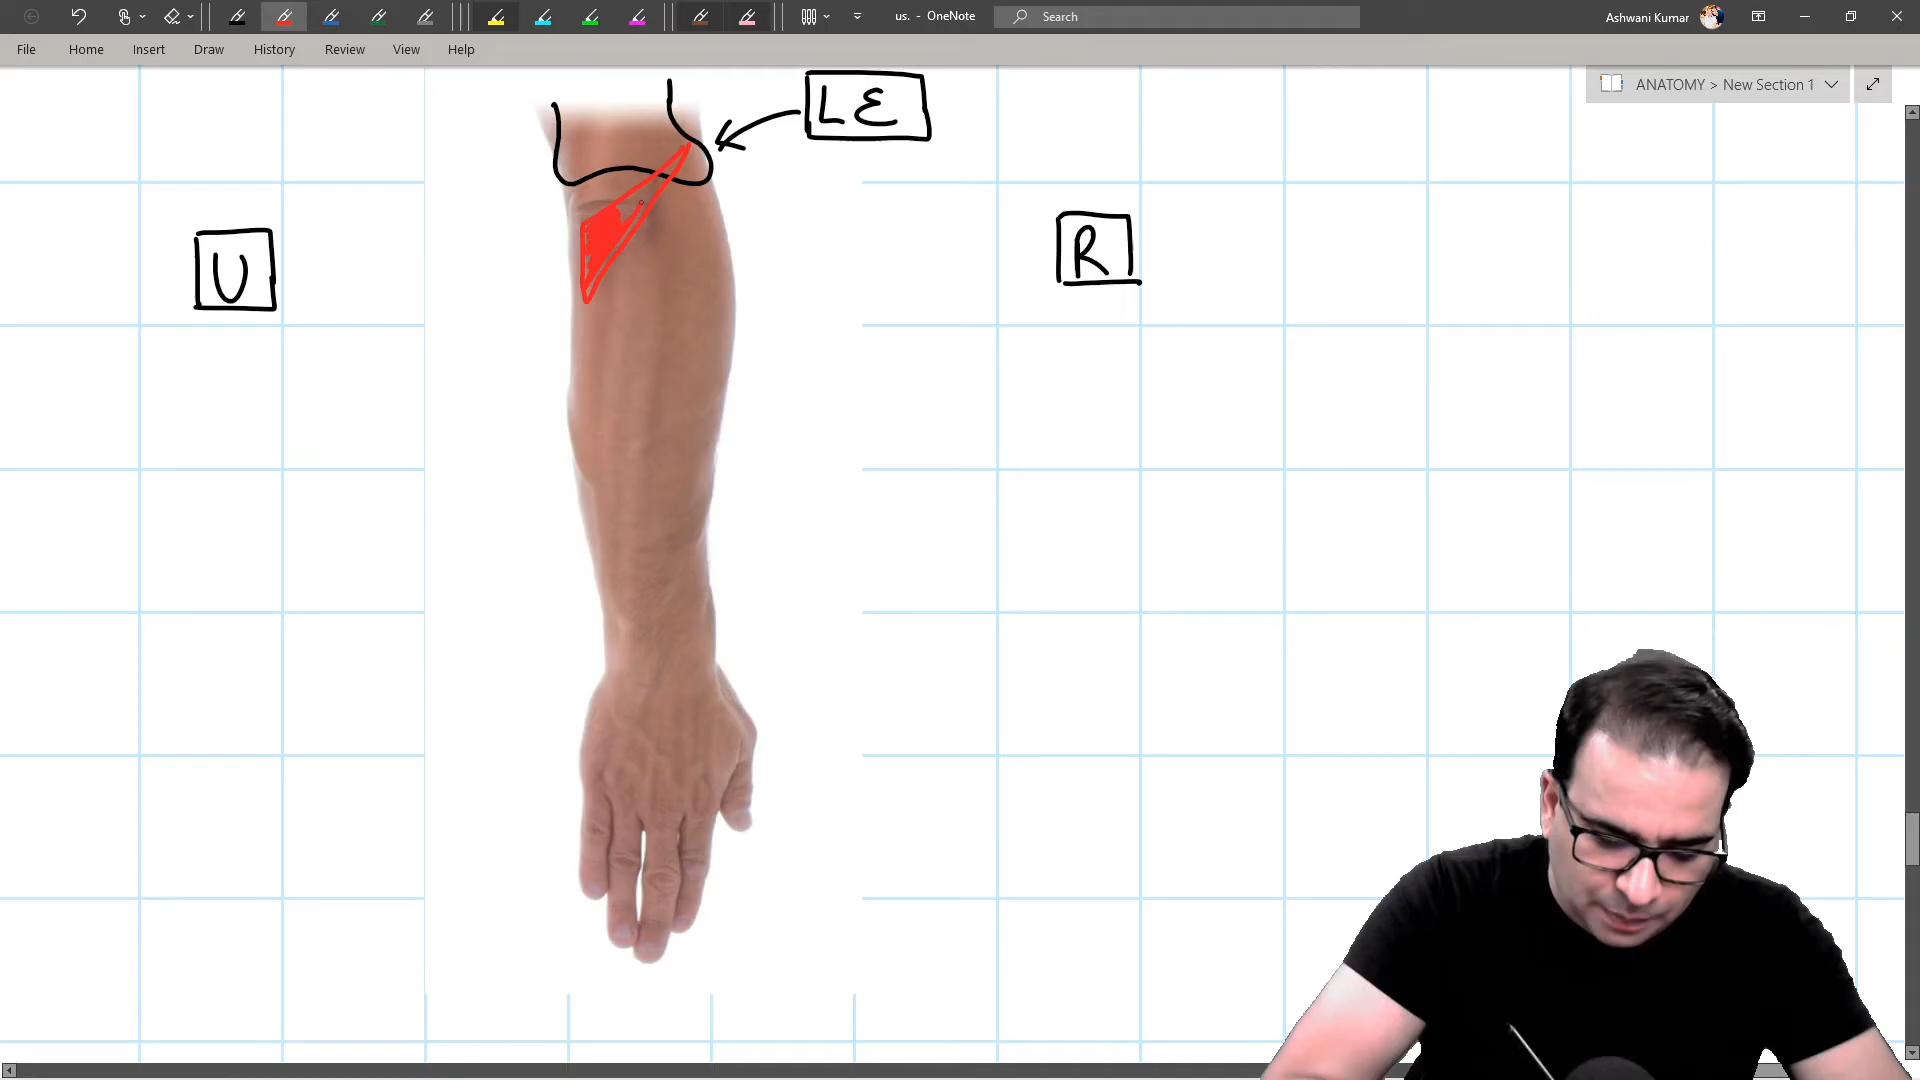 us. - OneNote
Search
Ashwani Kumar
File
Home
Insert
Draw
History
Review
View
Help
ANATOMY > New Section 1
LE
U
R